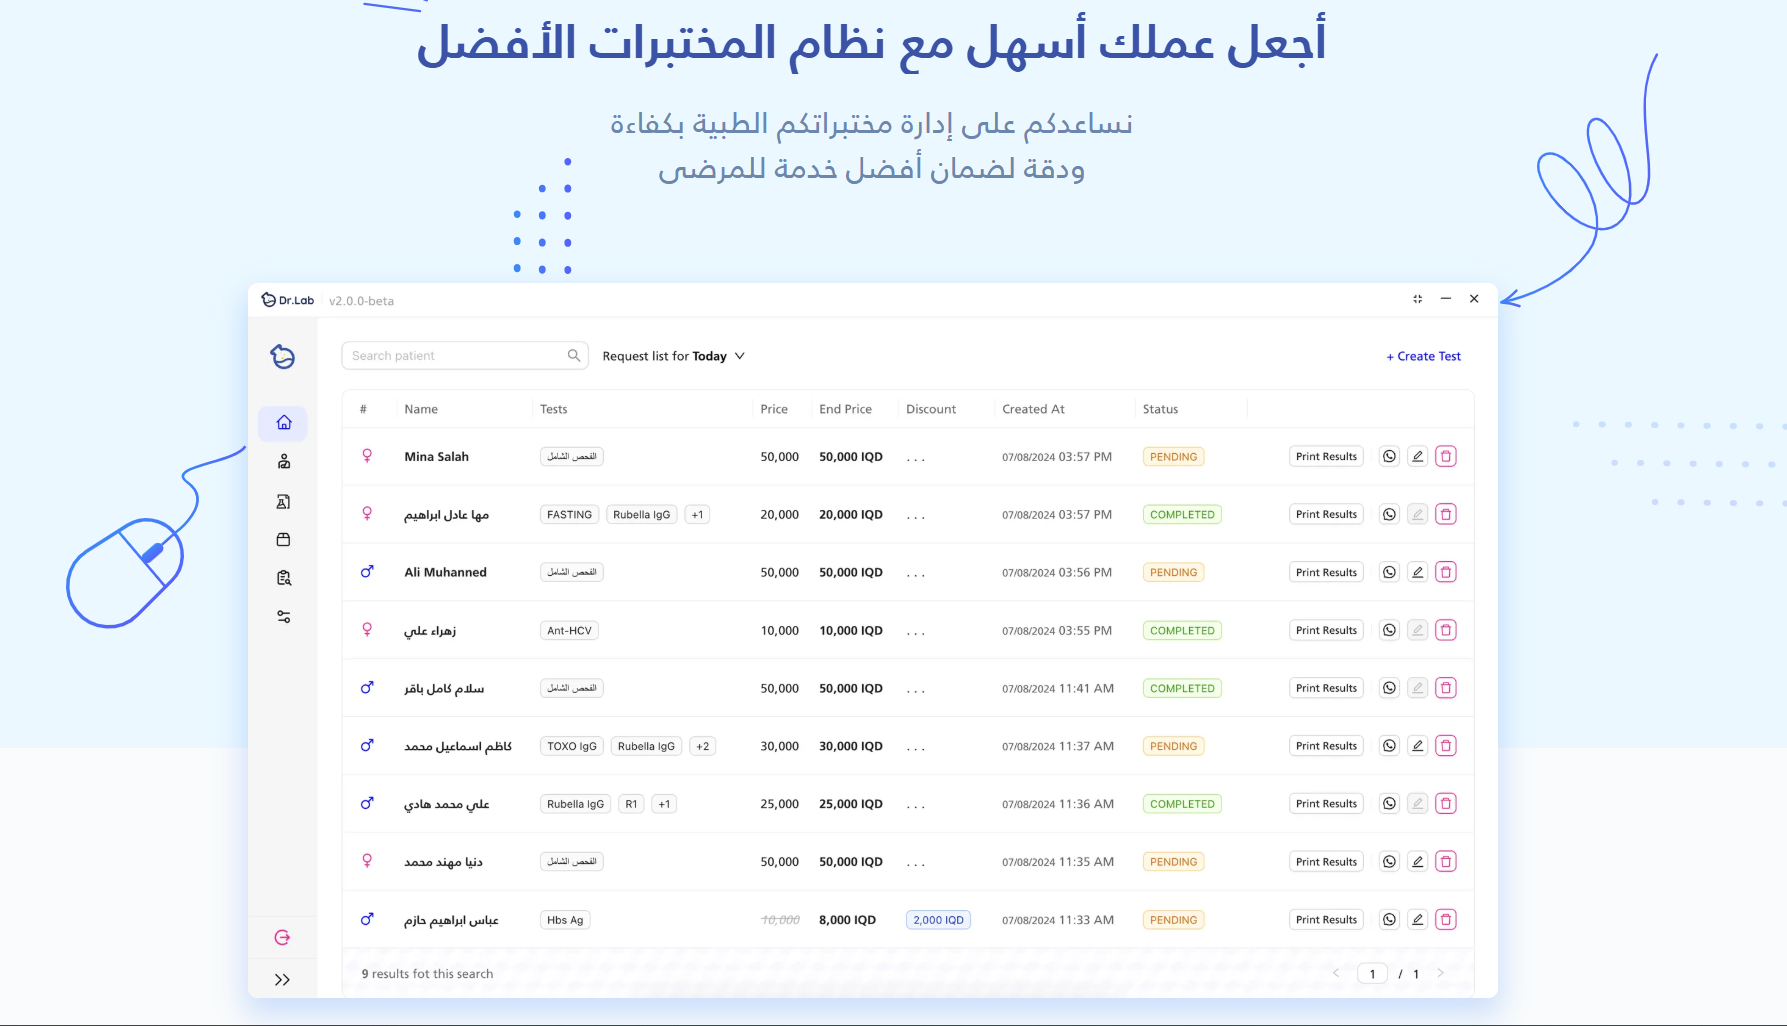 أجعل عملك أسهل مع نظام المختبرات الأفضل
نساعدكم على إدارة مختبراتكم الطبية بكفاءة
ودقة لضمان أفضل خدمة للمرضى
Dr.Lab v2.0.0-beta
Search patient Request list for Today + Create Test
# Name Tests Price End Price Discount Created At Status
Mina Salah الفحص الشامل 50,000 50,000 IQD . . . 07/08/2024 03:57 PM PENDING Print Results
مها عادل ابراهيم FASTING Rubella IgG +1 20,000 20,000 IQD . . . 07/08/2024 03:57 PM COMPLETED Print Results
Ali Muhanned الفحص الشامل 50,000 50,000 IQD . . . 07/08/2024 03:56 PM PENDING Print Results
زهراء علي Ant-HCV 10,000 10,000 IQD . . . 07/08/2024 03:55 PM COMPLETED Print Results
سلام كامل باقر الفحص الشامل 50,000 50,000 IQD . . . 07/08/2024 11:41 AM COMPLETED Print Results
كاظم اسماعيل محمد TOXO IgG Rubella IgG +2 30,000 30,000 IQD . . . 07/08/2024 11:37 AM PENDING Print Results
علي محمد هادي Rubella IgG R1 +1 25,000 25,000 IQD . . . 07/08/2024 11:36 AM COMPLETED Print Results
دنيا مهند محمد الفحص الشامل 50,000 50,000 IQD . . . 07/08/2024 11:35 AM PENDING Print Results
عباس ابراهيم حازم Hbs Ag 10,000 8,000 IQD 2,000 IQD 07/08/2024 11:33 AM PENDING Print Results
9 results fot this search 1 / 1